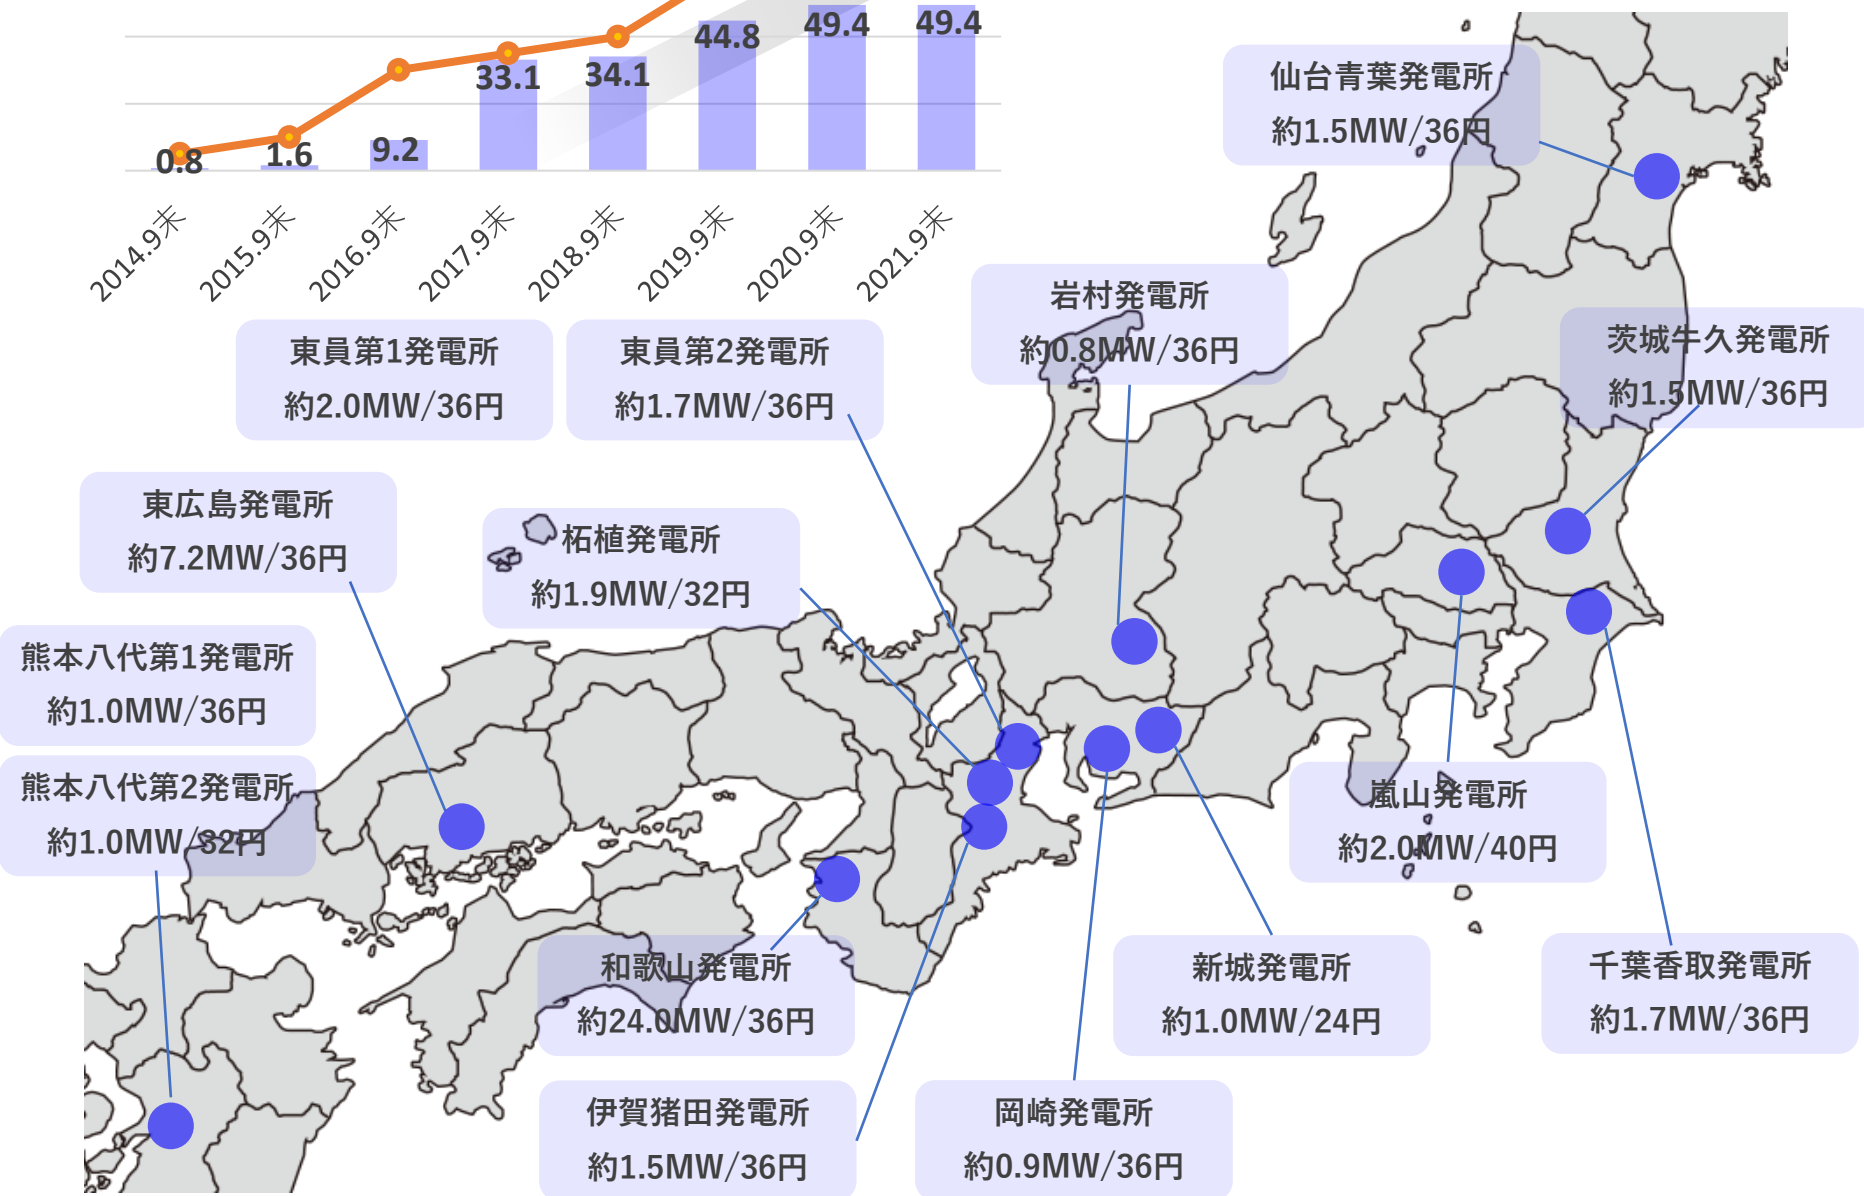 44.8
49.4
49.4
33.1
34.1
0.8
1.6
9.2
2014.9末
2015.9末
2016.9末
2017.9末
2018.9末
2019.9末
2020.9末
2021.9末
仙台青葉発電所
約1.5MW/36円
岩村発電所
約0.8MW/36円
茨城牛久発電所
約1.5MW/36円
東員第1発電所
約2.0MW/36円
東員第2発電所
約1.7MW/36円
東広島発電所
約7.2MW/36円
柘植発電所
約1.9MW/32円
熊本八代第1発電所
約1.0MW/36円
熊本八代第2発電所
約1.0MW/32円
嵐山発電所
約2.0MW/40円
和歌山発電所
約24.0MW/36円
新城発電所
約1.0MW/24円
千葉香取発電所
約1.7MW/36円
伊賀猪田発電所
約1.5MW/36円
岡崎発電所
約0.9MW/36円